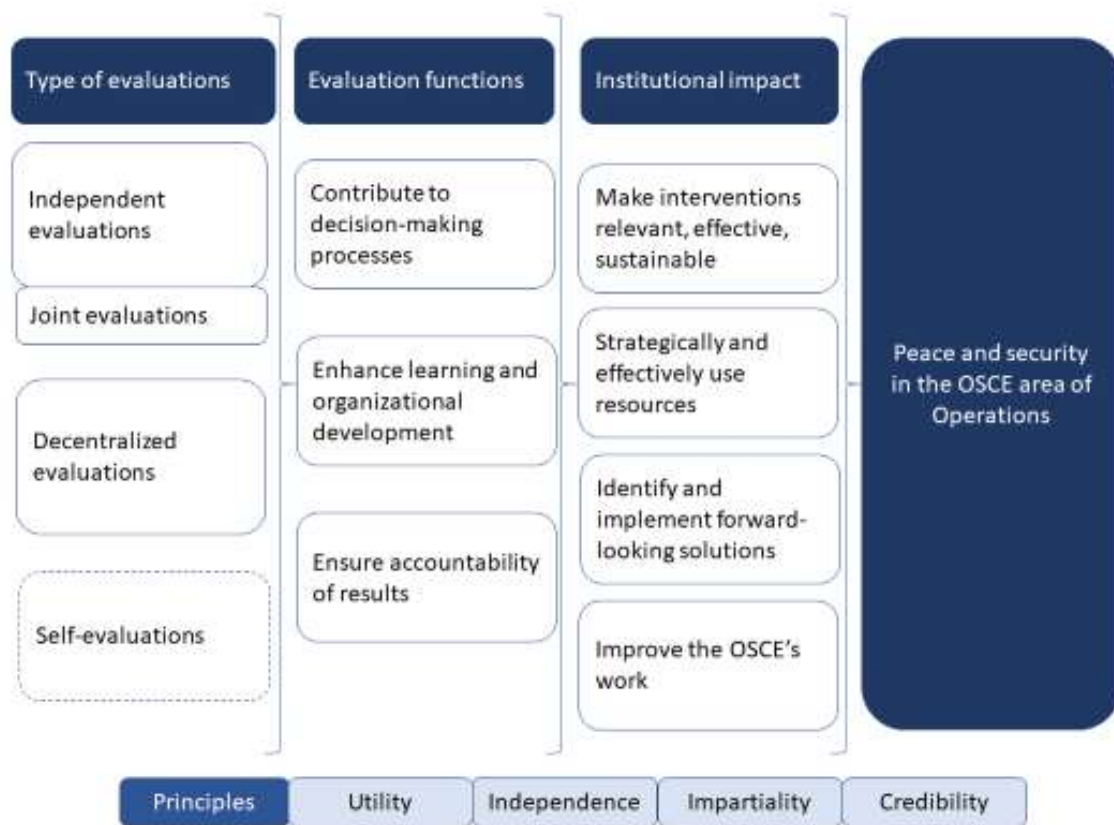 Type of evaluations
Independent
evaluations
Joint evaluations
Decentralized
evaluations
Self-evaluations
Evaluation functions
Contribute to
decision-making
processes
Enhance learning and
organizational
development
Ensure accountability
of results
Institutional impact
Make interventions
relevant, effective,
sustainable
Strategically and
effectively use
resources
Identify and
implement forward-
looking solutions
Improve the OSCE's
work
Peace and security
in the OSCE area of
Operations
Principles
Utility
Independence
Impartiality
Credibility